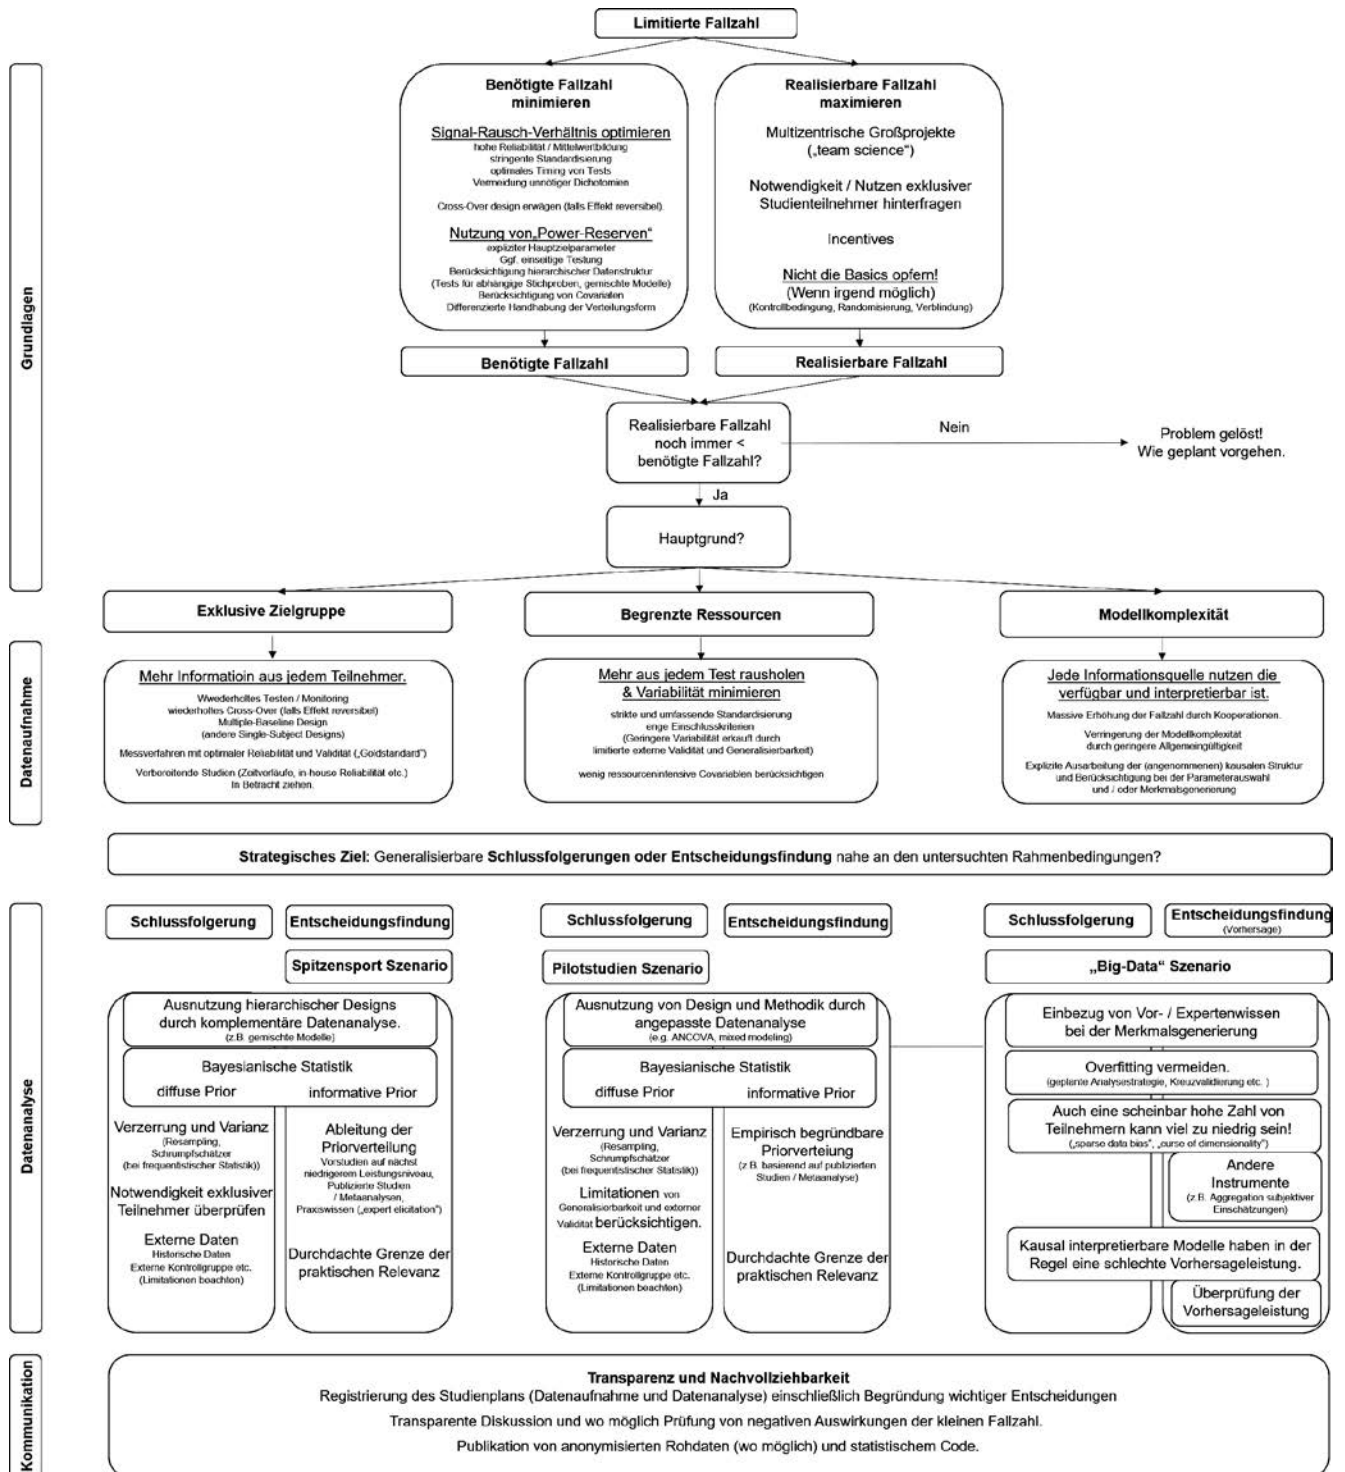 Limitierte Fallzahl
Grundlagen
Benötigte Fallzahl
minimieren
Signal-Rausch-Verhältnis optimieren
hohe Reliabilität / Mittelwertbildung
stringente Standardisierung
optimales Timing von Tests
Vermeidung unnötiger Dichotomien
Cross-Over design erwägen (falls Effekt reversibel).
Nutzung von„Power-Reserven“
expliziter Hauptzielparameter
Ggf. einseitige Testung
Berücksichtigung hierarchischer Datenstruktur
(Tests für abhängige Stichproben, gemischte Modelle)
Berücksichtigung von Covariaten
Differenzierte Handhabung der Verteilungsform
Realisierbare Fallzahl
maximieren
Multizentrische Großprojekte
(„team science“)
Notwendigkeit / Nutzen exklusiver
Studienteilnehmer hinterfragen
Incentives
Nicht die Basics opfern!
(Wenn irgend möglich)
(Kontrollbedingung, Randomisierung, Verblindung)
Benötigte Fallzahl
Realisierbare Fallzahl
Realisierbare Fallzahl
noch immer <
benötigte Fallzahl?
Nein
Problem gelöst!
Wie geplant vorgehen.
Ja
Hauptgrund?
Exklusive Zielgruppe
Begrenzte Ressourcen
Modellkomplexität
Datenaufnahme
Mehr Informatioin aus jedem Teilnehmer.
Wwederholtes Testen / Monitoring
wiederholtes Cross-Over (falls Effekt reversibel)
Multiple-Baseline Design
(andere Single-Subject Designs)
Messverfahren mit optimaler Reliabilität und Validität („Goldstandard“)
Vorbereitende Studien (Zeitverläufe, in-house Reliabilität etc.)
In Betracht ziehen.
Mehr aus jedem Test rausholen
& Variabilität minimieren
strikte und umfassende Standardisierung
enge Einschlusskriterien
(Geringere Variabilität erkauft durch
limitierte externe Validität und Generalisierbarkeit)
wenig ressourcenintensive Covariablen berücksichtigen
Jede Informationsquelle nutzen die
verfügbar und interpretierbar ist.
Massive Erhöhung der Fallzahl durch Kooperationen.
Verringerung der Modellkomplexität
durch geringere Allgemeingültigkeit
Explizite Ausarbeitung der (angenommenen) kausalen Struktur
und Berücksichtigung bei der Parameterauswahl
und / oder Merkmalsgenerierung
Strategisches Ziel: Generalisierbare Schlussfolgerungen oder Entscheidungsfindung nahe an den untersuchten Rahmenbedingungen?
Datenanalyse
Schlussfolgerung
Entscheidungsfindung
Spitzensport Szenario
Ausnutzung hierarchischer Designs
durch komplementäre Datenanalyse.
(z.B. gemischte Modelle)
Bayesianische Statistik
diffuse Prior
informative Prior
Verzerrung und Varianz
(Resampling,
Schrumpfschätzer
(bei frequentistischer Statistik))
Notwendigkeit exklusiver
Teilnehmer überprüfen
Externe Daten
Historische Daten
Externe Kontrollgruppe etc.
(Limitationen beachten)
Ableitung der
Priorverteilung
Vorstudien auf nächst
niedrigerem Leistungsniveau,
Publizierte Studien
/ Metaanalysen,
Praxiswissen („expert elicitation“)
Durchdachte Grenze der
praktischen Relevanz
Schlussfolgerung
Entscheidungsfindung
Pilotstudien Szenario
Ausnutzung von Design und Methodik durch
angepasste Datenanalyse
(e.g. ANCOVA, mixed modeling)
Bayesianische Statistik
diffuse Prior
informative Prior
Verzerrung und Varianz
(Resampling,
Schrumpfschätzer
(bei frequentistischer Statistik))
Limitationen von
Generalisierbarkeit und externer
Validität berücksichtigen.
Externe Daten
Historische Daten
Externe Kontrollgruppe etc.
(Limitationen beachten)
Empirisch begründbare
Priorverteiung
(z.B. basierend auf publizierten
Studien / Metaanalyse)
Durchdachte Grenze der
praktischen Relevanz
Schlussfolgerung
Entscheidungsfindung
(Vorhersage)
„Big-Data“ Szenario
Einbezug von Vor- / Expertenwissen
bei der Merkmalsgenerierung
Overfitting vermeiden.
(geplante Analysestrategie, Kreuzvalidierung etc. )
Auch eine scheinbar hohe Zahl von
Teilnehmern kann viel zu niedrig sein!
(„sparse data bias“, „curse of dimensionality“)
Andere
Instrumente
(z.B. Aggregation subjektiver
Einschätzungen)
Kausal interpretierbare Modelle haben in der
Regel eine schlechte Vorhersageleistung.
Überprüfung der
Vorhersageleistung
Kommunikation
Transparenz und Nachvollziehbarkeit
Registrierung des Studienplans (Datenaufnahme und Datenanalyse) einschließlich Begründung wichtiger Entscheidungen
Transparente Diskussion und wo möglich Prüfung von negativen Auswirkungen der kleinen Fallzahl.
Publikation von anonymisierten Rohdaten (wo möglich) und statistischem Code.